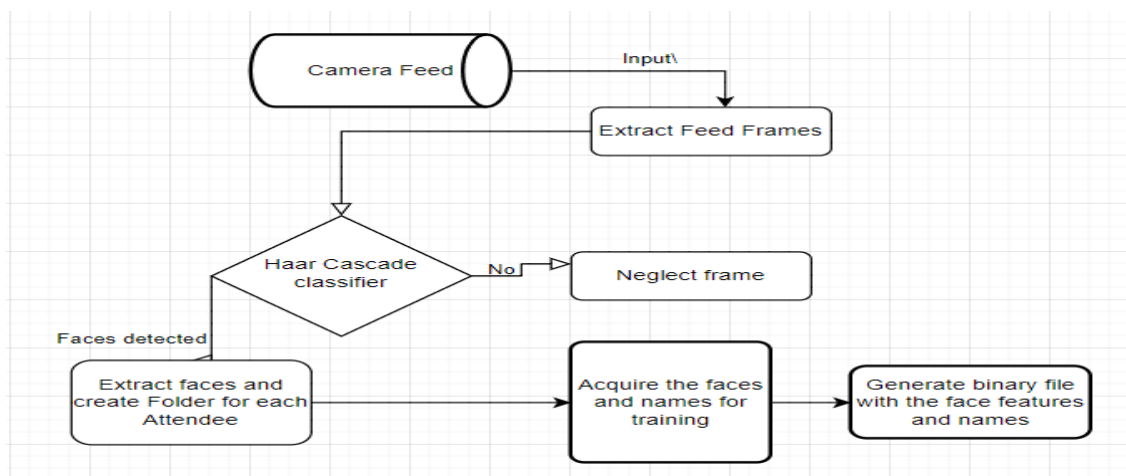 Camera Feed
Input\
Extract Feed Frames
Haar Cascade
classifier
No
Neglect frame
Faces detected
Extract faces and
create Folder for each
Attendee
Acquire the faces
and names for
training
Generate binary file
with the face features
and names